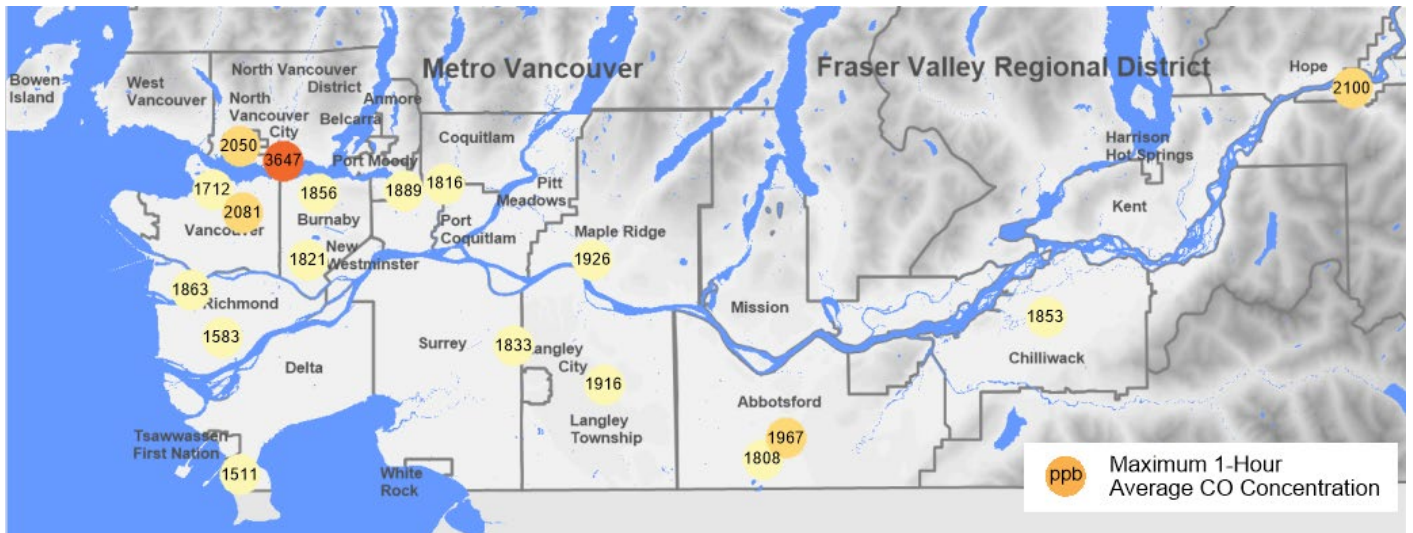 Metro Vancouver
Fraser Valley Regional District
Hope
2100
Bowen
Island
West
Vancouver
North Vancouver
District
North
Vancouver
City
Anmore
Belcarra
Coquitlam
Harrison
Hot Springs
2050
3647
Port Moody
1712
1856
1889
1816
Pitt
Meadows
2081
Vancouver
Burnaby
Port
Coquitlam
Kent
Maple Ridge
1821
New
Westminster
1926
1863
Richmond
1583
Mission
1853
Chilliwack
Surrey
1833
Langley
City
Delta
1916
Langley
Township
Abbotsford
1967
1808
Tsawwassen
First Nation
1511
White
Rock
ppb
Maximum 1-Hour
Average CO Concentration